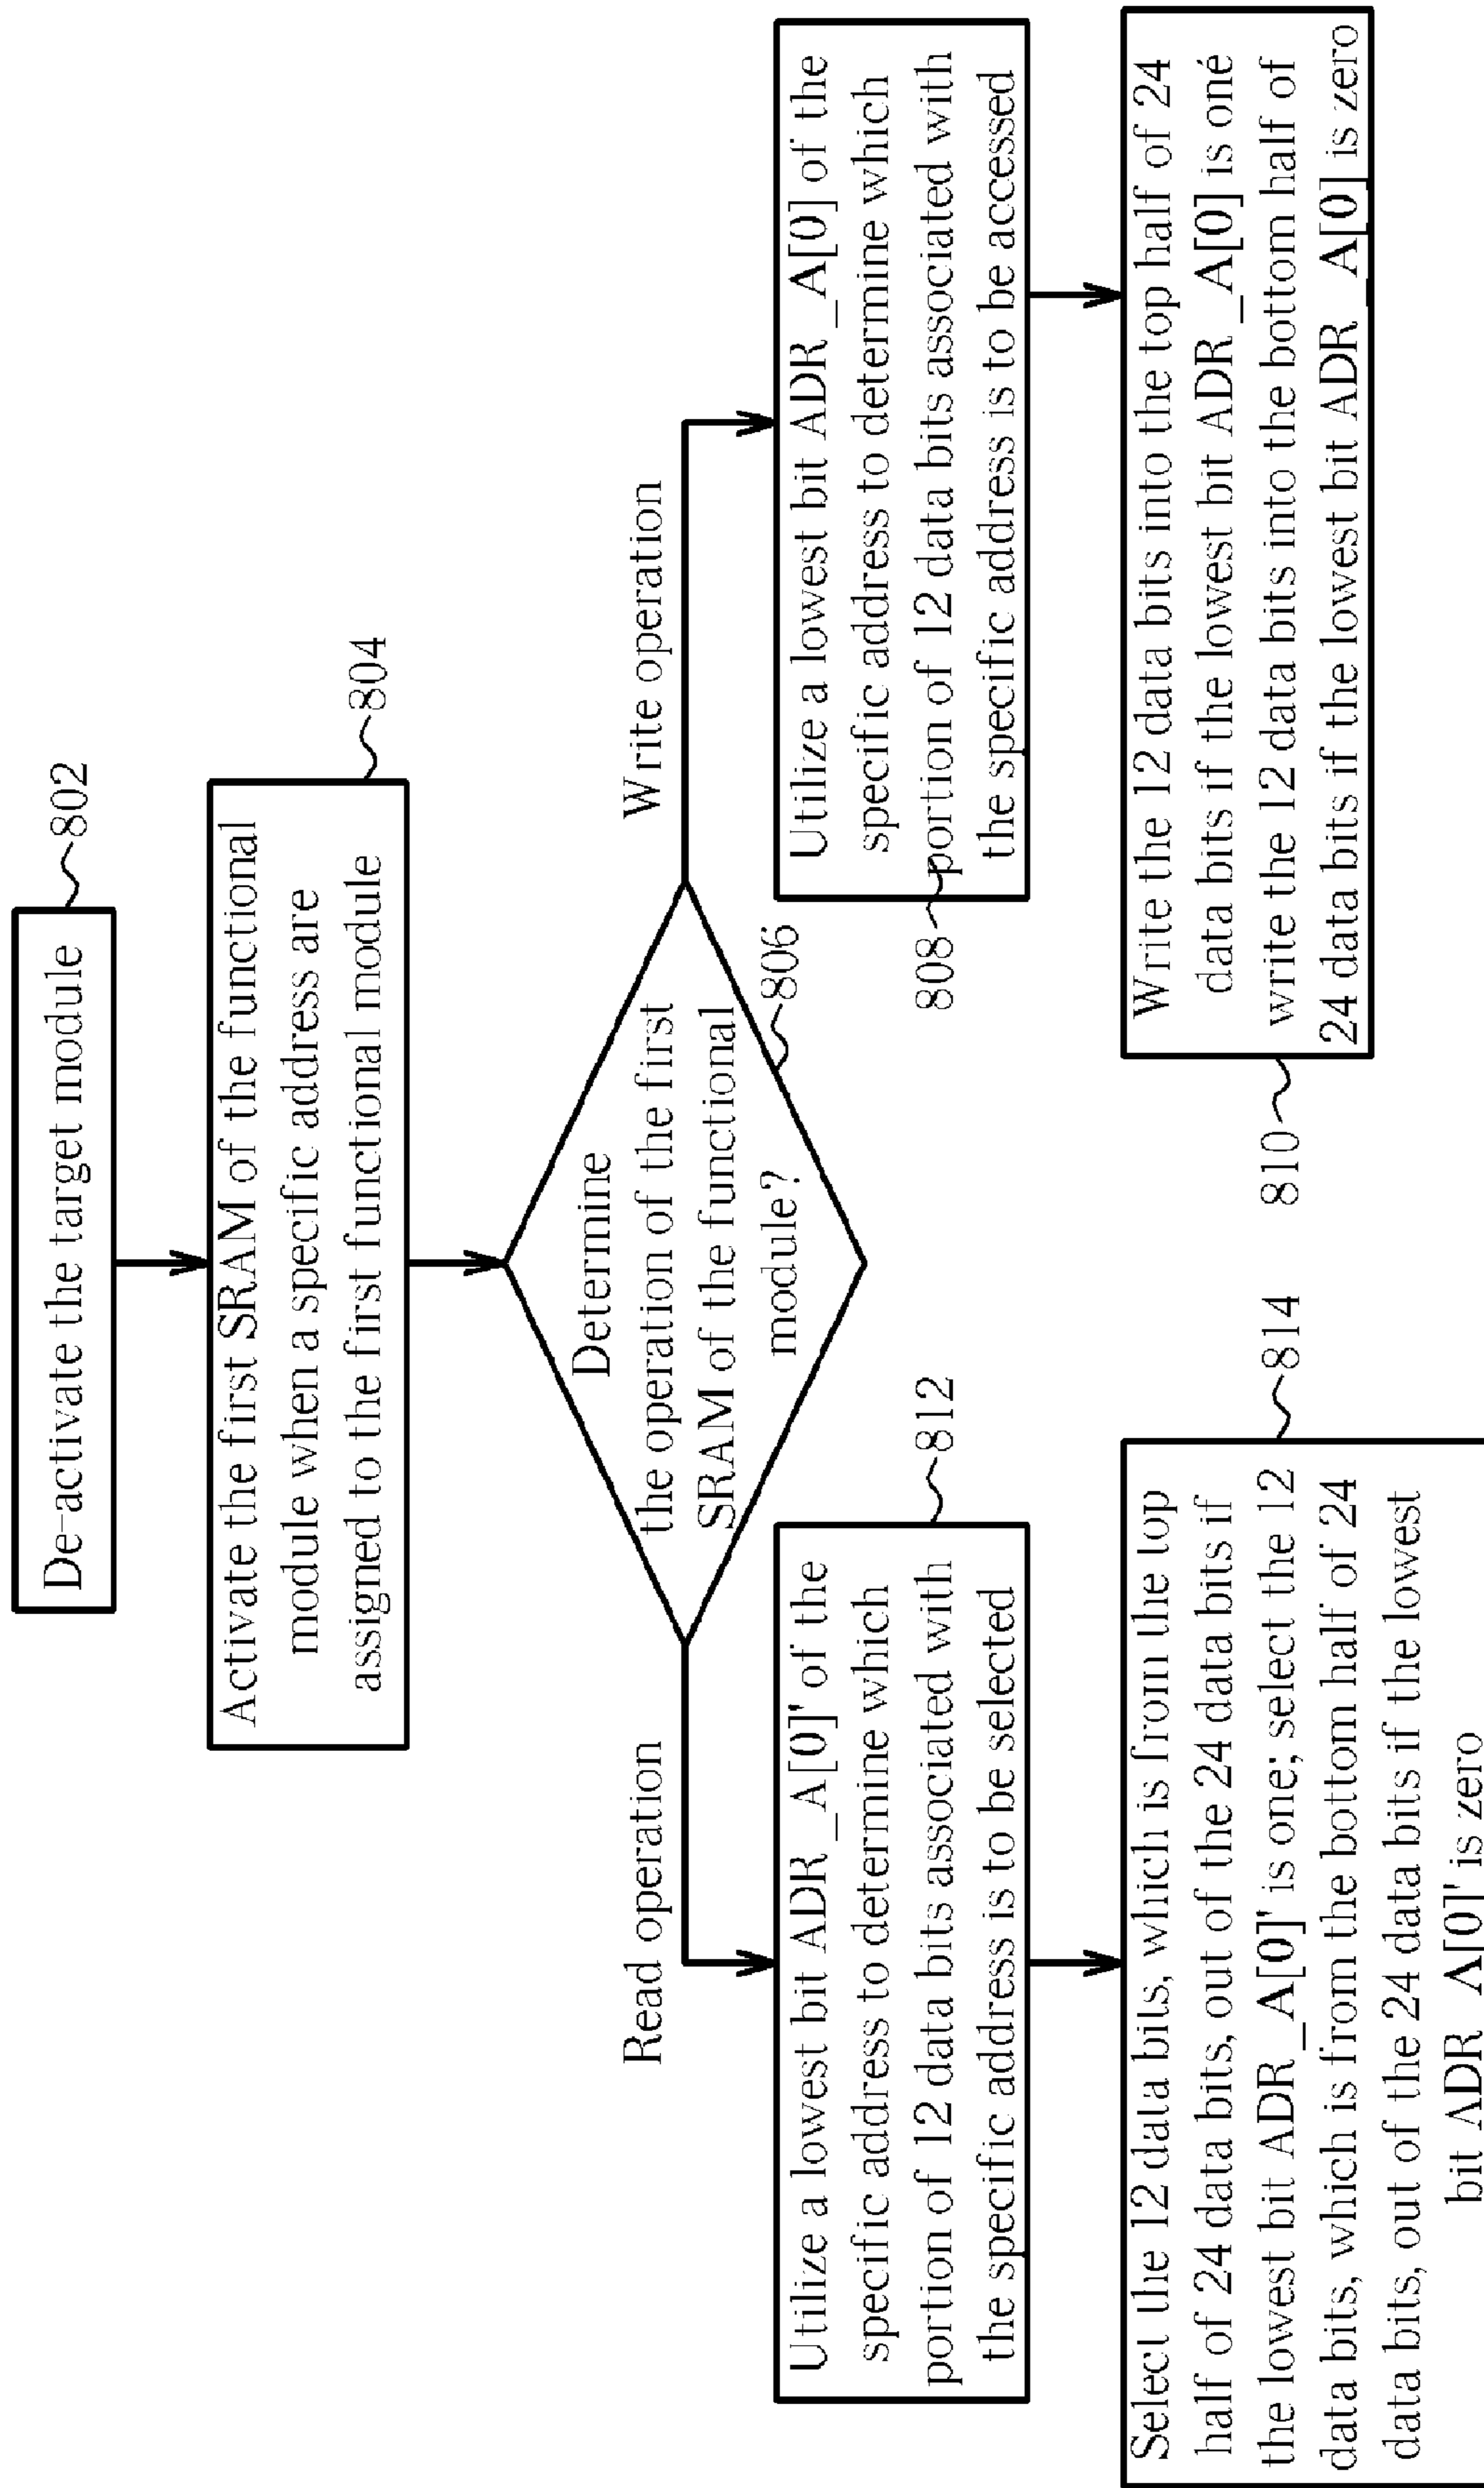 De-activate the target module
802
Activate the first SRAM of the functional
module when a specific address are
assigned to the first functional module
804
Determine
the operation of the first
SRAM of the functional
module?
806
Read operation
Write operation
Utilize a lowest bit ADR_A[0]' of the
specific address to determine which
portion of 12 data bits associated with
the specific address is to be selected
812
Utilize a lowest bit ADR_A[0] of the
specific address to determine which
portion of 12 data bits associated with
the specific address is to be accessed
808
Select the 12 data bits, which is from the top
half of 24 data bits, out of the 24 data bits if
the lowest bit ADR_A[0]' is one; select the 12
data bits, which is from the bottom half of 24
data bits, out of the 24 data bits if the lowest
bit ADR_A[0]' is zero
814
Write the 12 data bits into the top half of 24
data bits if the lowest bit ADR_A[0] is one;
write the 12 data bits into the bottom half of
24 data bits if the lowest bit ADR_A[0] is zero
810